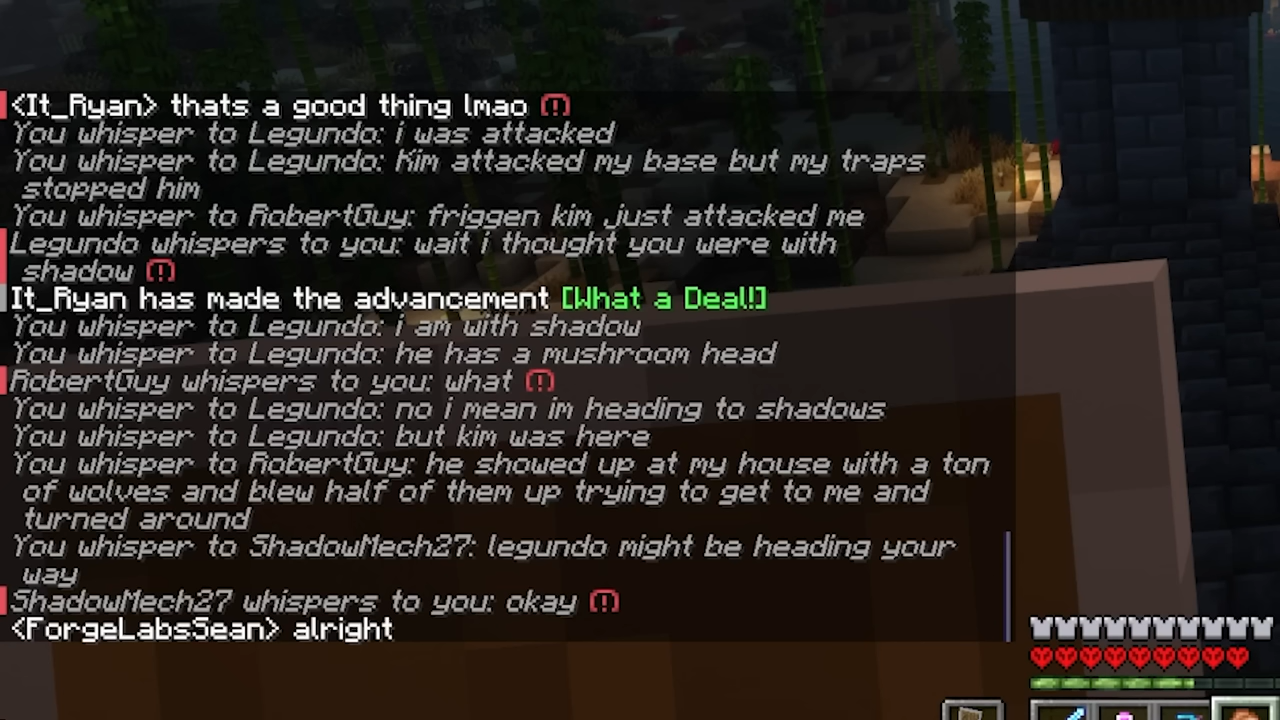 <It_Ryan> thats a good thing lmao (!)
You whisper to Legundo: i was attacked
You whisper to Legundo: Kim attacked my base but my traps
stopped him
You whisper to RobertGuy: friggen kim just attacked me
Legundo whispers to you: wait i thought you were with
shadow (!)
It_Ryan has made the advancement [What a Deal!]
You whisper to Legundo: i am with shadow
You whisper to Legundo: he has a mushroom head
RobertGuy whispers to you: what (!)
You whisper to Legundo: no i mean im heading to shadows
You whisper to Legundo: but kim was here
You whisper to RobertGuy: he showed up at my house with a ton
of wolves and blew half of them up trying to get to me and
turned around
You whisper to ShadowMech27: legundo might be heading your
way
ShadowMech27 whispers to you: okay (!)
<ForgeLabsSean> alright